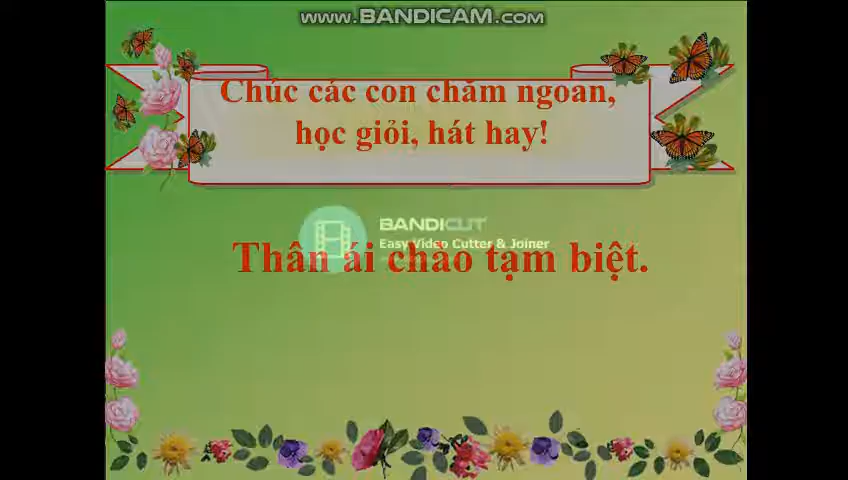 www.BANDICAM.com
Chúc các con chăm ngoan,
học giỏi, hát hay!
BANDICUT
Easy Video Cutter & Joiner
Thân ái chào tạm biệt.